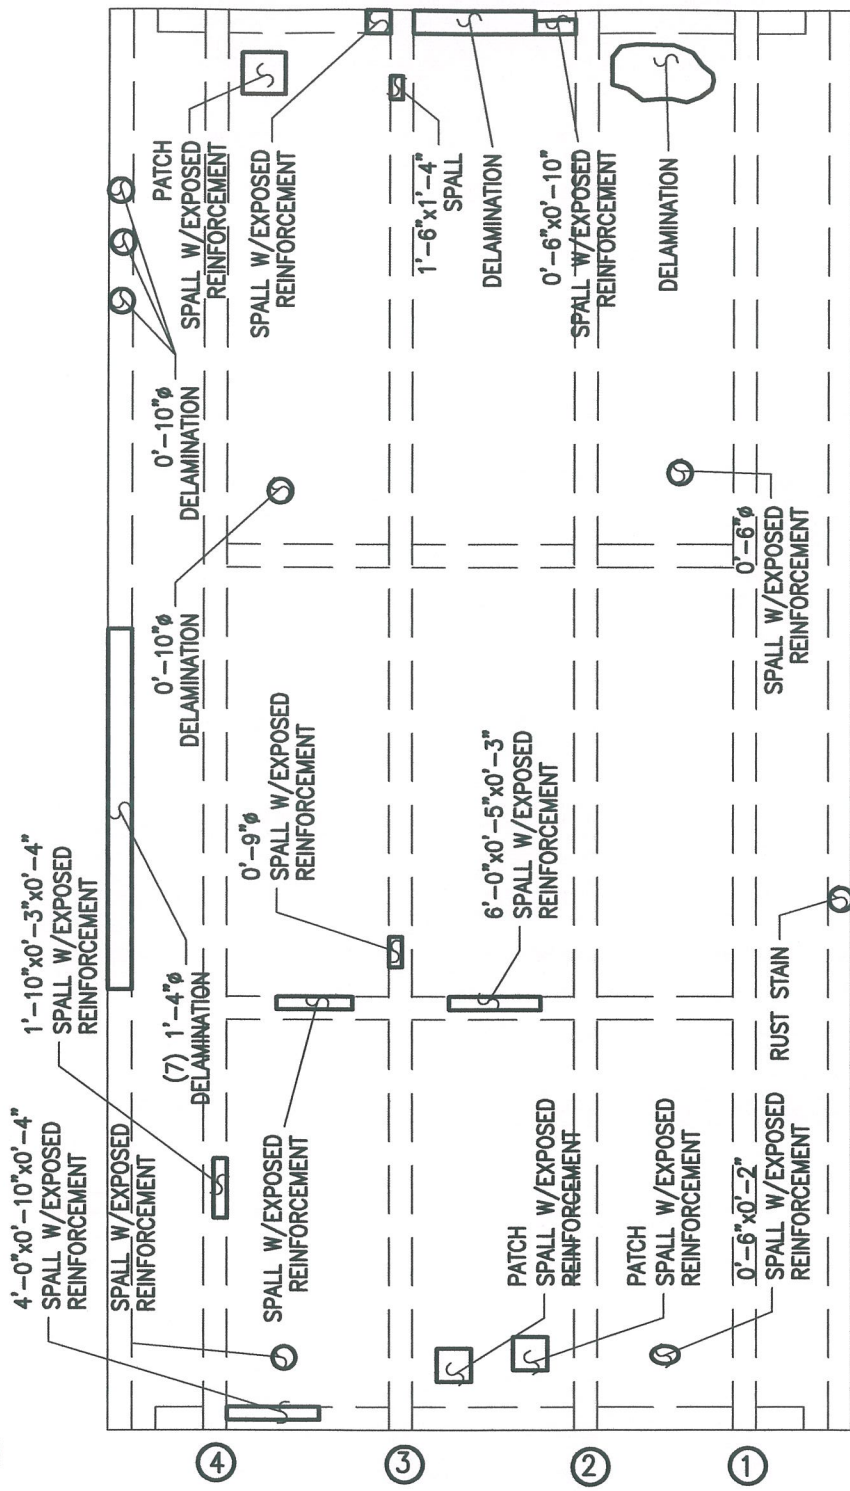 PATCH
SPALL W/EXPOSED
REINFORCEMENT
SPALL W/EXPOSED
REINFORCEMENT
1'-6"x1'-4"
SPALL
DELAMINATION
0'-6"x0'-10"
SPALL W/EXPOSED
REINFORCEMENT
DELAMINATION
0'-10"ø
DELAMINATION
0'-10"ø
DELAMINATION
0'-6"ø
SPALL W/EXPOSED
REINFORCEMENT
0'-9"ø
SPALL W/EXPOSED
REINFORCEMENT
6'-0"x0'-5"x0'-3"
SPALL W/EXPOSED
REINFORCEMENT
1'-10"x0'-3"x0'-4"
SPALL W/EXPOSED
REINFORCEMENT
(7) 1'-4"ø
DELAMINATION
RUST STAIN
4'-0"x0'-10"x0'-4"
SPALL W/EXPOSED
REINFORCEMENT
SPALL W/EXPOSED
REINFORCEMENT
SPALL W/EXPOSED
REINFORCEMENT
PATCH
SPALL W/EXPOSED
REINFORCEMENT
PATCH
SPALL W/EXPOSED
REINFORCEMENT
0'-6"x0'-2"
SPALL W/EXPOSED
REINFORCEMENT
4
3
2
1